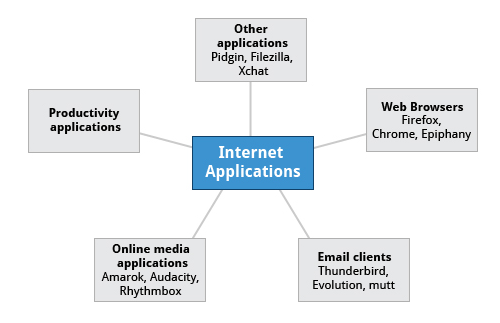 Other
applications
Pidgin, Filezilla,
Xchat
Productivity
applications
Web Browsers
Firefox,
Chrome, Epiphany
Internet
Applications
Online media
applications
Amarok, Audacity,
Rhythmbox
Email clients
Thunderbird,
Evolution, mutt